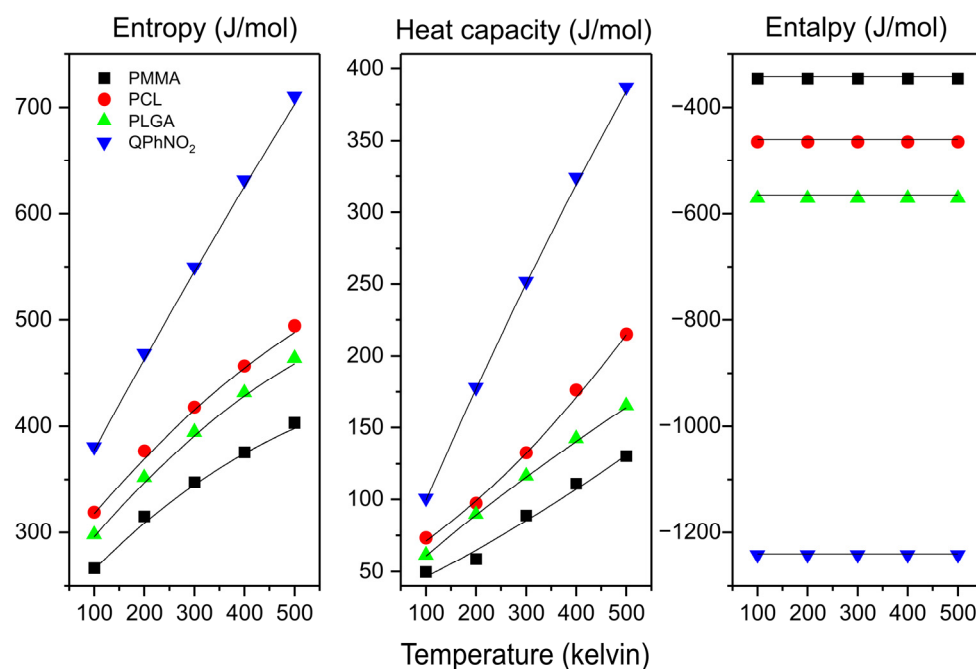 Entropy (J/mol)
Heat capacity (J/mol)
Entalpy (J/mol)
PMMA
PCL
PLGA
QPhNO₂
700
600
500
400
300
100 200 300 400 500
400
350
300
250
200
150
100
50
100 200 300 400 500
−400
−600
−800
−1000
−1200
100 200 300 400 500
Temperature (kelvin)